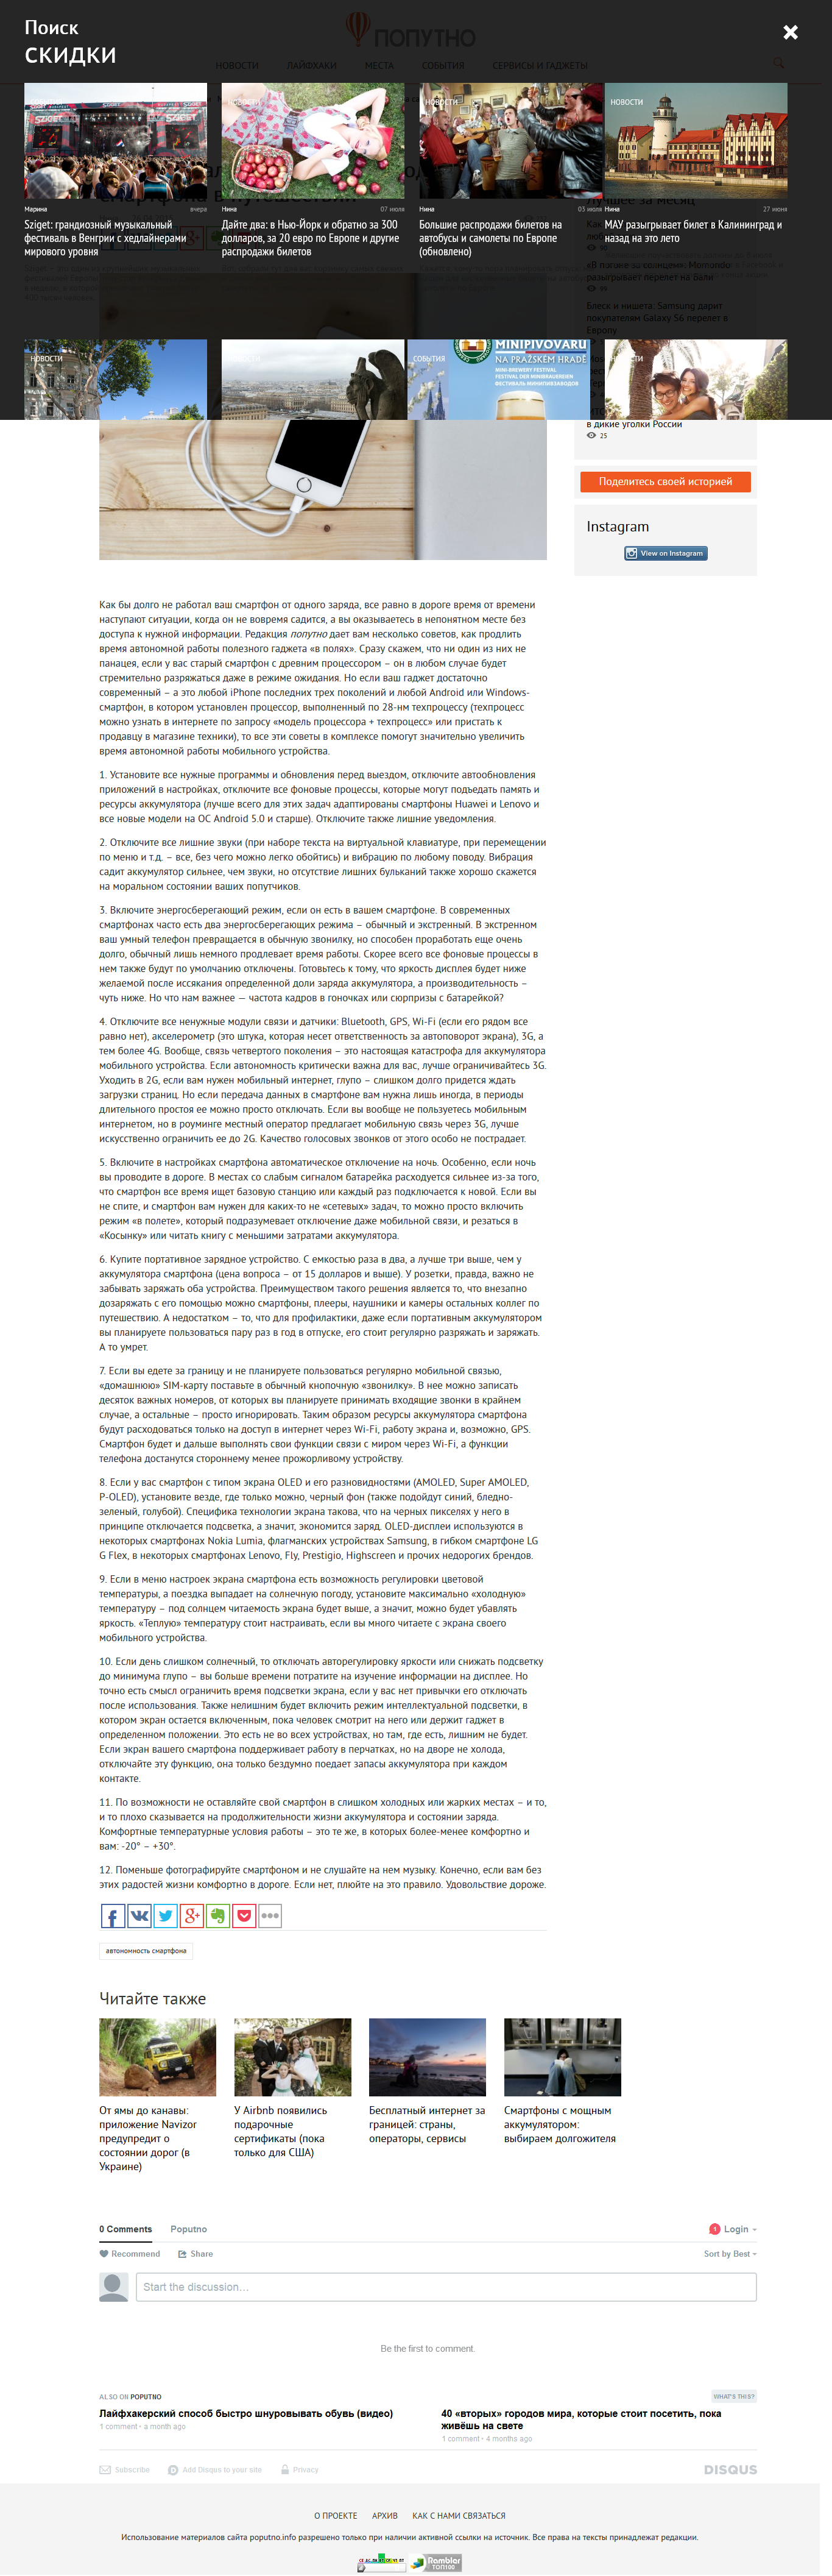 Поиск
СКИДКИ
ПОПУТНО
НОВОСТИ ЛАЙФХАКИ МЕСТА СОБЫТИЯ СЕРВИСЫ И ГАДЖЕТЫ
НОВОСТИ
НОВОСТИ
НОВОСТИ
Марина вчера
Sziget: грандиозный музыкальный
фестиваль в Венгрии с хедлайнерами
мирового уровня
Нина 07 июля
Дайте два: в Нью-Йорк и обратно за 300
долларов, за 20 евро по Европе и другие
распродажи билетов
Нина 03 июля
Большие распродажи билетов на
автобусы и самолеты по Европе
(обновлено)
Нина 27 июня
МАУ разыгрывает билет в Калининград и
назад на это лето
«В погоне за солнцем»: Momondo
разыгрывает перелет на Бали
99
Блеск и нищета: Samsung дарит
покупателям Galaxy S6 перелет в
Европу
НОВОСТИ
СОБЫТИЯ
MINIPIVOVARU
NA PRAŽSKÉM HRADĚ
MINI-BREWERY FESTIVAL
FESTIVAL DER MINIBRAUEREIEN
ФЕСТИВАЛЬ МИНИПИВЗАВОДОВ
в дикие уголки России
25
Поделитесь своей историей
Instagram
View on Instagram
Как бы долго не работал ваш смартфон от одного заряда, все равно в дороге время от времени
наступают ситуации, когда он не вовремя садится, а вы оказываетесь в непонятном месте без
доступа к нужной информации. Редакция попутно дает вам несколько советов, как продлить
время автономной работы полезного гаджета «в полях». Сразу скажем, что ни один из них не
панацея, если у вас старый смартфон с древним процессором – он в любом случае будет
стремительно разряжаться даже в режиме ожидания. Но если ваш гаджет достаточно
современный – а это любой iPhone последних трех поколений и любой Android или Windows-
смартфон, в котором установлен процессор, выполненный по 28-нм техпроцессу (техпроцесс
можно узнать в интернете по запросу «модель процессора + техпроцесс» или пристать к
продавцу в магазине техники), то все эти советы в комплексе помогут значительно увеличить
время автономной работы мобильного устройства.
1. Установите все нужные программы и обновления перед выездом, отключите автообновления
приложений в настройках, отключите все фоновые процессы, которые могут подъедать память и
ресурсы аккумулятора (лучше всего для этих задач адаптированы смартфоны Huawei и Lenovo и
все новые модели на ОС Android 5.0 и старше). Отключите также лишние уведомления.
2. Отключите все лишние звуки (при наборе текста на виртуальной клавиатуре, при перемещении
по меню и т.д. – все, без чего можно легко обойтись) и вибрацию по любому поводу. Вибрация
садит аккумулятор сильнее, чем звуки, но отсутствие лишних бульканий также хорошо скажется
на моральном состоянии ваших попутчиков.
3. Включите энергосберегающий режим, если он есть в вашем смартфоне. В современных
смартфонах часто есть два энергосберегающих режима – обычный и экстренный. В экстренном
ваш умный телефон превращается в обычную звонилку, но способен проработать еще очень
долго, обычный лишь немного продлевает время работы. Скорее всего все фоновые процессы в
нем также будут по умолчанию отключены. Готовьтесь к тому, что яркость дисплея будет ниже
желаемой после иссякания определенной доли заряда аккумулятора, а производительность –
чуть ниже. Но что нам важнее — частота кадров в гоночках или сюрпризы с батарейкой?
4. Отключите все ненужные модули связи и датчики: Bluetooth, GPS, Wi-Fi (если его рядом все
равно нет), акселерометр (это штука, которая несет ответственность за автоповорот экрана), 3G, а
тем более 4G. Вообще, связь четвертого поколения – это настоящая катастрофа для аккумулятора
мобильного устройства. Если автономность критически важна для вас, лучше ограничивайтесь 3G.
Уходить в 2G, если вам нужен мобильный интернет, глупо – слишком долго придется ждать
загрузки страниц. Но если передача данных в смартфоне вам нужна лишь иногда, в периоды
длительного простоя ее можно просто отключать. Если вы вообще не пользуетесь мобильным
интернетом, но в роуминге местный оператор предлагает мобильную связь через 3G, лучше
искусственно ограничить ее до 2G. Качество голосовых звонков от этого особо не пострадает.
5. Включите в настройках смартфона автоматическое отключение на ночь. Особенно, если ночь
вы проводите в дороге. В местах со слабым сигналом батарейка расходуется сильнее из-за того,
что смартфон все время ищет базовую станцию или каждый раз подключается к новой. Если вы
не спите, и смартфон вам нужен для каких-то не «сетевых» задач, то можно просто включить
режим «в полете», который подразумевает отключение даже мобильной связи, и резаться в
«Косынку» или читать книгу с меньшими затратами аккумулятора.
6. Купите портативное зарядное устройство. С емкостью раза в два, а лучше три выше, чем у
аккумулятора смартфона (цена вопроса – от 15 долларов и выше). У розетки, правда, важно не
забывать заряжать оба устройства. Преимуществом такого решения является то, что внезапно
дозаряжать с его помощью можно смартфоны, плееры, наушники и камеры остальных коллег по
путешествию. А недостатком – то, что для профилактики, даже если портативным аккумулятором
вы планируете пользоваться пару раз в год в отпуске, его стоит регулярно разряжать и заряжать.
А то умрет.
7. Если вы едете за границу и не планируете пользоваться регулярно мобильной связью,
«домашнюю» SIM-карту поставьте в обычный кнопочную «звонилку». В нее можно записать
десяток важных номеров, от которых вы планируете принимать входящие звонки в крайнем
случае, а остальные – просто игнорировать. Таким образом ресурсы аккумулятора смартфона
будут расходоваться только на доступ в интернет через Wi-Fi, работу экрана и, возможно, GPS.
Смартфон будет и дальше выполнять свои функции связи с миром через Wi-Fi, а функции
телефона достанутся стороннему менее прожорливому устройству.
8. Если у вас смартфон с типом экрана OLED и его разновидностями (AMOLED, Super AMOLED,
P-OLED), установите везде, где только можно, черный фон (также подойдут синий, бледно-
зеленый, голубой). Специфика технологии экрана такова, что на черных пикселях у него в
принципе отключается подсветка, а значит, экономится заряд. OLED-дисплеи используются в
некоторых смартфонах Nokia Lumia, флагманских устройствах Samsung, в гибком смартфоне LG
G Flex, в некоторых смартфонах Lenovo, Fly, Prestigio, Highscreen и прочих недорогих брендов.
9. Если в меню настроек экрана смартфона есть возможность регулировки цветовой
температуры, а поездка выпадает на солнечную погоду, установите максимально «холодную»
температуру – под солнцем читаемость экрана будет выше, а значит, можно будет убавлять
яркость. «Теплую» температуру стоит настраивать, если вы много читаете с экрана своего
мобильного устройства.
10. Если день слишком солнечный, то отключать авторегулировку яркости или снижать подсветку
до минимума глупо – вы больше времени потратите на изучение информации на дисплее. Но
точно есть смысл ограничить время подсветки экрана, если у вас нет привычки его отключать
после использования. Также нелишним будет включить режим интеллектуальной подсветки, в
котором экран остается включенным, пока человек смотрит на него или держит гаджет в
определенном положении. Это есть не во всех устройствах, но там, где есть, лишним не будет.
Если экран вашего смартфона поддерживает работу в перчатках, но на дворе не холода,
отключайте эту функцию, она только бездумно поедает запасы аккумулятора при каждом
контакте.
11. По возможности не оставляйте свой смартфон в слишком холодных или жарких местах – и то,
и то плохо сказывается на продолжительности жизни аккумулятора и состоянии заряда.
Комфортные температурные условия работы – это те же, в которых более-менее комфортно и
вам: -20° – +30°.
12. Поменьше фотографируйте смартфоном и не слушайте на нем музыку. Конечно, если вам без
этих радостей жизни комфортно в дороге. Если нет, плюйте на это правило. Удовольствие дороже.
автономность смартфона
Читайте также
От ямы до канавы:
приложение Navizor
предупредит о
состоянии дорог (в
Украине)
У Airbnb появились
подарочные
сертификаты (пока
только для США)
Бесплатный интернет за
границей: страны,
операторы, сервисы
Смартфоны с мощным
аккумулятором:
выбираем долгожителя
0 Comments Poputno 1 Login
Recommend Share Sort by Best
Start the discussion…
Be the first to comment.
ALSO ON POPUTNO WHAT'S THIS?
Лайфхакерский способ быстро шнуровывать обувь (видео)
1 comment • a month ago
40 «вторых» городов мира, которые стоит посетить, пока
живёшь на свете
1 comment • 4 months ago
Subscribe Add Disqus to your site Privacy DISQUS
О ПРОЕКТЕ АРХИВ КАК С НАМИ СВЯЗАТЬСЯ
Использование материалов сайта poputno.info разрешено только при наличии активной ссылки на источник. Все права на тексты принадлежат редакции.
Rambler
ТОП100